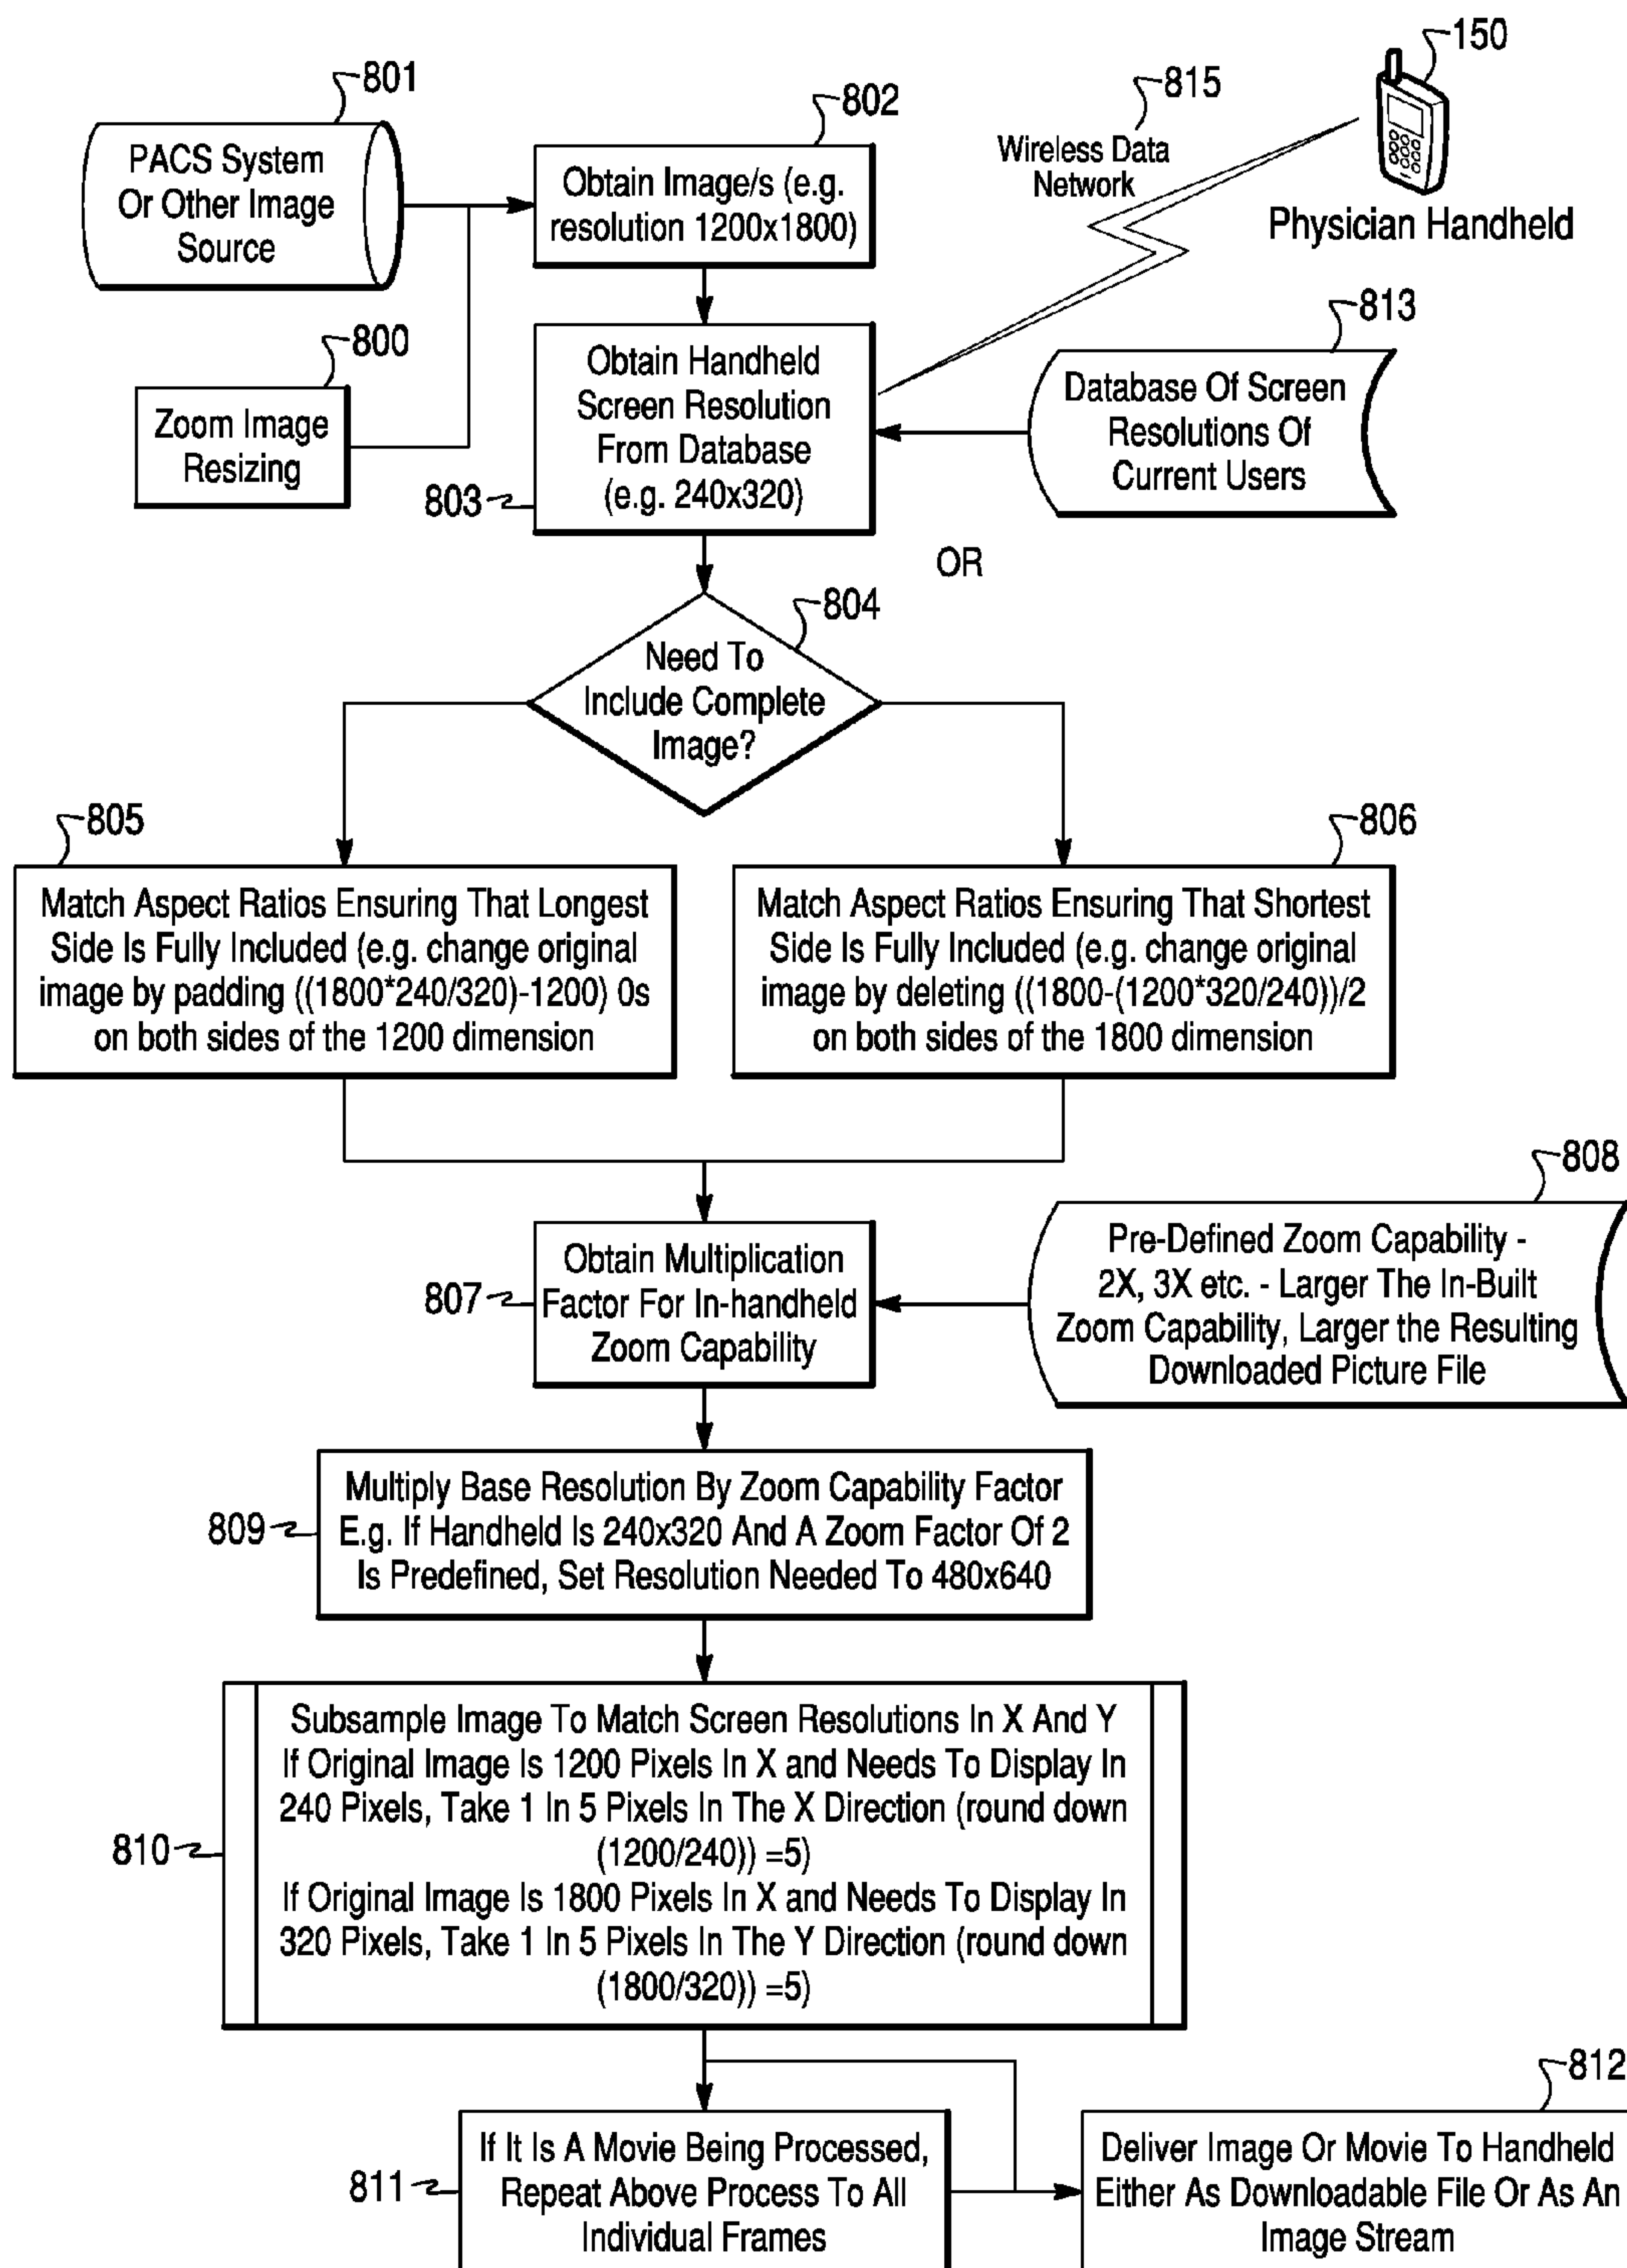 150
801
815
802
PACS System
Or Other Image
Source
Obtain Image/s (e.g.
resolution 1200x1800)
Wireless Data
Network
Physician Handheld
813
800
Zoom Image
Resizing
Obtain Handheld
Screen Resolution
From Database
(e.g. 240x320)
803
Database Of Screen
Resolutions Of
Current Users
OR
804
Need To
Include Complete
Image?
805
806
Match Aspect Ratios Ensuring That Longest
Side Is Fully Included (e.g. change original
image by padding ((1800*240/320)-1200) 0s
on both sides of the 1200 dimension
Match Aspect Ratios Ensuring That Shortest
Side Is Fully Included (e.g. change original
image by deleting ((1800-(1200*320/240))/2
on both sides of the 1800 dimension
808
807
Obtain Multiplication
Factor For In-handheld
Zoom Capability
Pre-Defined Zoom Capability -
2X, 3X etc. - Larger The In-Built
Zoom Capability, Larger the Resulting
Downloaded Picture File
809
Multiply Base Resolution By Zoom Capability Factor
E.g. If Handheld Is 240x320 And A Zoom Factor Of 2
Is Predefined, Set Resolution Needed To 480x640
810
Subsample Image To Match Screen Resolutions In X And Y
If Original Image Is 1200 Pixels In X and Needs To Display In
240 Pixels, Take 1 In 5 Pixels In The X Direction (round down
(1200/240)) =5)
If Original Image Is 1800 Pixels In X and Needs To Display In
320 Pixels, Take 1 In 5 Pixels In The Y Direction (round down
(1800/320)) =5)
812
811
If It Is A Movie Being Processed,
Repeat Above Process To All
Individual Frames
Deliver Image Or Movie To Handheld
Either As Downloadable File Or As An
Image Stream